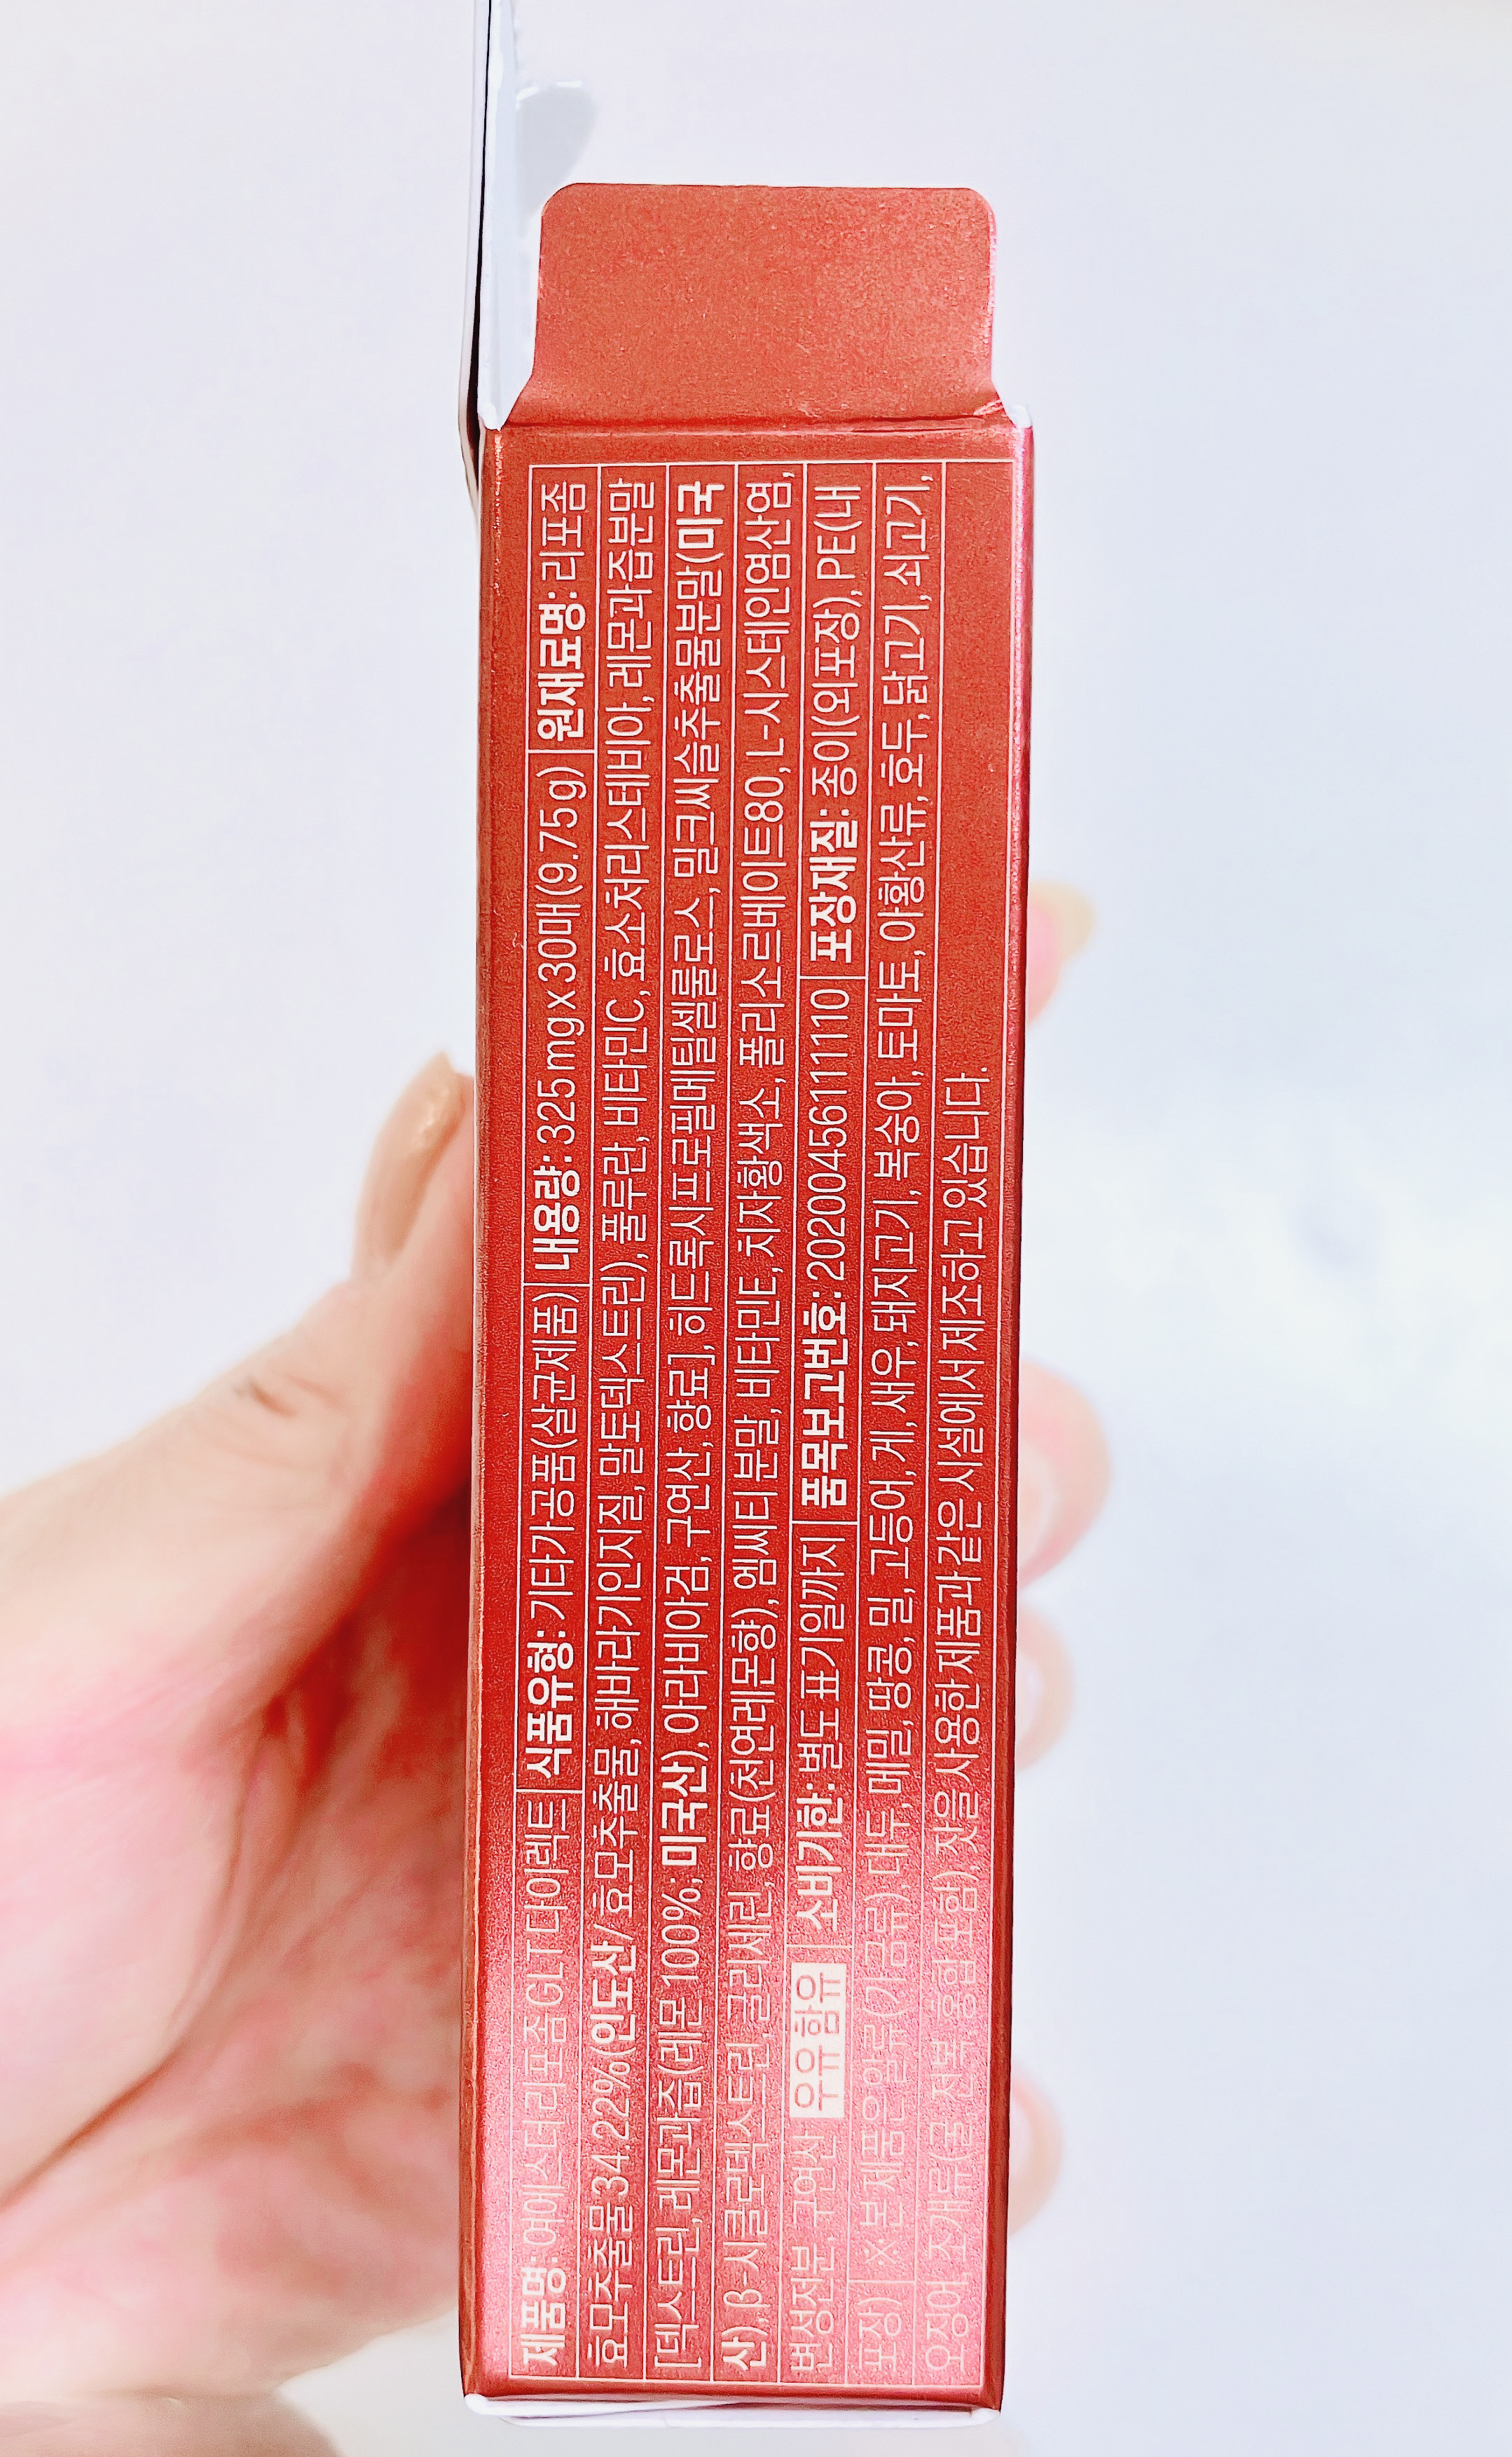 제품명: 여에스더리포좀 GLT 다이렉트 식품유형: 기타가공품(살균제품) 내용량: 325mg x 30매(9.75g) 원재료명: 리포좀
효모추출물 34.22%(인도산/ 효모추출물, 해바라기인지질, 말토덱스트린), 풀루란, 비타민C, 효소처리스테비아, 레몬과즙분말
[덱스트린, 레몬과즙(레몬 100%; 미국산), 아라비아검, 구연산, 향료], 히드록시프로필메틸셀룰로스, 밀크씨슬추출물분말(미국
산), β-시클로덱스트린, 글리세린, 향료(천연레몬향), 엠씨티 분말, 비타민E, 치자황색소, 폴리소르베이트80, L-시스테인염산염,
변성전분, 구연산 우유 함유 소비기한: 별도 표기일까지 품목보고번호: 20200456111110 포장재질: 종이(외포장), PE(내
포장) ※ 본 제품은 알류(가금류), 대두, 메밀, 땅콩, 밀, 고등어, 게, 새우, 돼지고기, 복숭아, 토마토, 아황산류, 호두, 닭고기, 쇠고기,
오징어, 조개류(굴, 전복, 홍합 포함), 잣을 사용한 제품과 같은 시설에서 제조하고 있습니다.